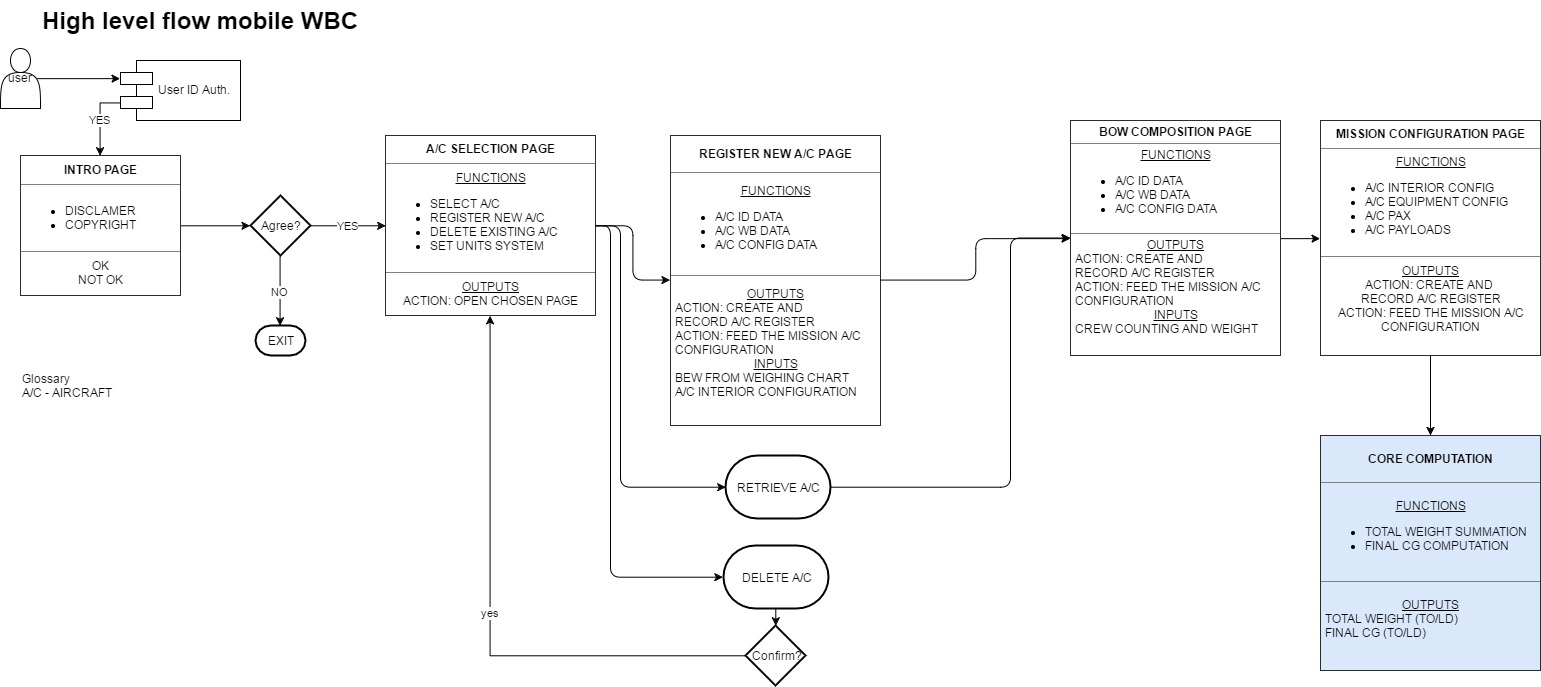 High level flow mobile WBC
user
User ID Auth.
YES
INTRO PAGE
DISCLAMER
COPYRIGHT
OK
NOT OK
Agree?
YES
NO
EXIT
Glossary
A/C - AIRCRAFT
A/C SELECTION PAGE
FUNCTIONS
SELECT A/C
REGISTER NEW A/C
DELETE EXISTING A/C
SET UNITS SYSTEM
OUTPUTS
ACTION: OPEN CHOSEN PAGE
REGISTER NEW A/C PAGE
FUNCTIONS
A/C ID DATA
A/C WB DATA
A/C CONFIG DATA
OUTPUTS
ACTION: CREATE AND
RECORD A/C REGISTER
ACTION: FEED THE MISSION A/C
CONFIGURATION
INPUTS
BEW FROM WEIGHING CHART
A/C INTERIOR CONFIGURATION
RETRIEVE A/C
DELETE A/C
Confirm?
yes
BOW COMPOSITION PAGE
FUNCTIONS
A/C ID DATA
A/C WB DATA
A/C CONFIG DATA
OUTPUTS
ACTION: CREATE AND
RECORD A/C REGISTER
ACTION: FEED THE MISSION A/C
CONFIGURATION
INPUTS
CREW COUNTING AND WEIGHT
MISSION CONFIGURATION PAGE
FUNCTIONS
A/C INTERIOR CONFIG
A/C EQUIPMENT CONFIG
A/C PAX
A/C PAYLOADS
OUTPUTS
ACTION: CREATE AND
RECORD A/C REGISTER
ACTION: FEED THE MISSION A/C
CONFIGURATION
CORE COMPUTATION
FUNCTIONS
TOTAL WEIGHT SUMMATION
FINAL CG COMPUTATION
OUTPUTS
TOTAL WEIGHT (TO/LD)
FINAL CG (TO/LD)